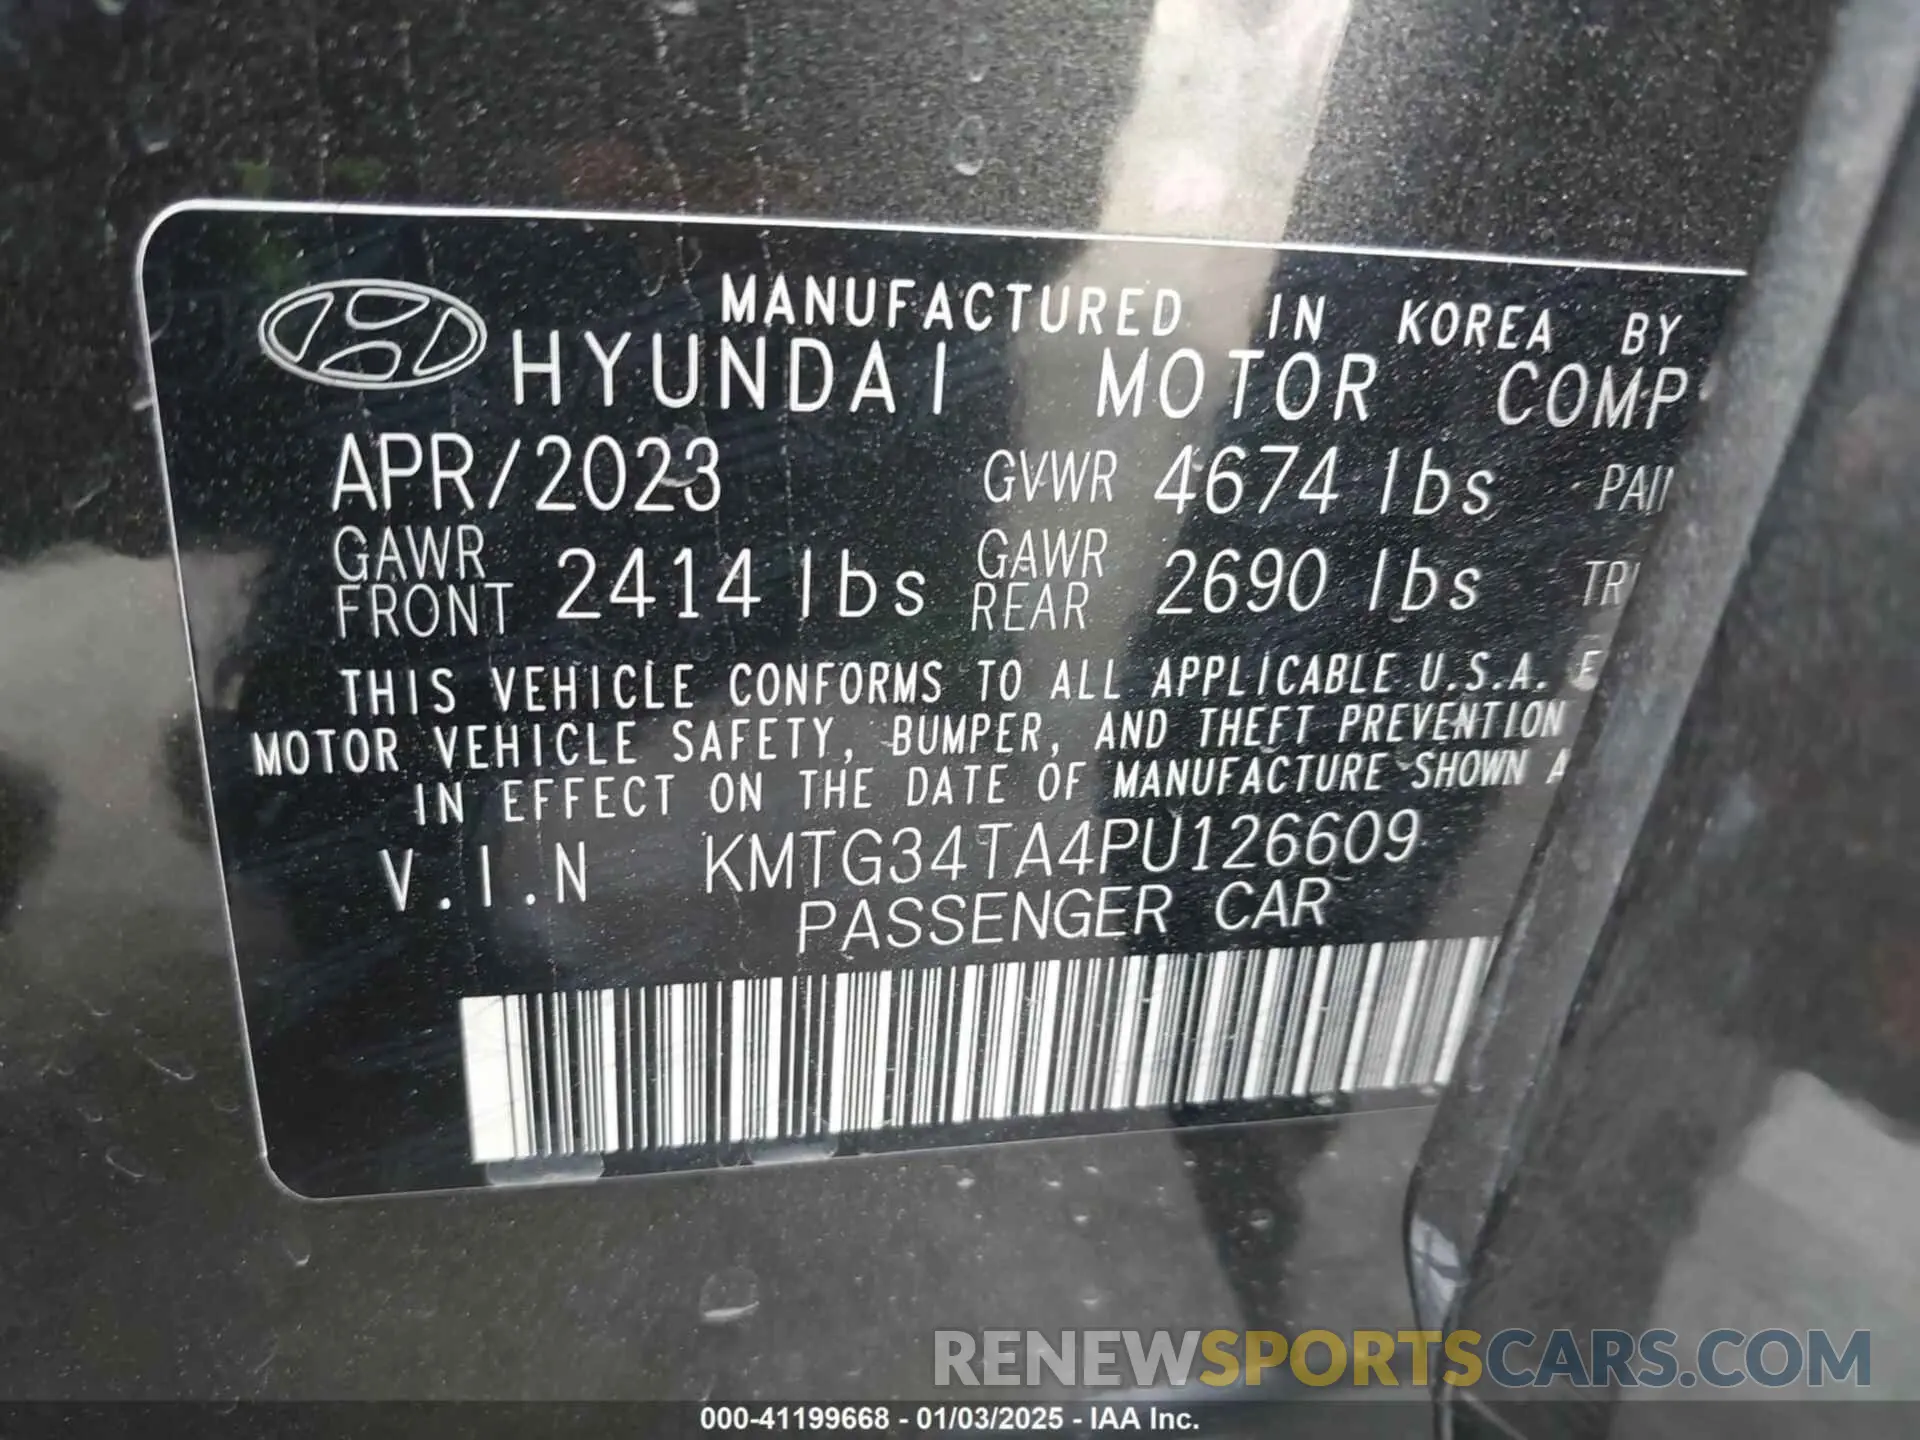 MANUFACTURED IN KOREA BY
HYUNDAI MOTOR COMP
APR/2023 GVWR 4674 lbs PAI
GAWR FRONT 2414 lbs GAWR REAR 2690 lbs TR
THIS VEHICLE CONFORMS TO ALL APPLICABLE U.S.A. F
MOTOR VEHICLE SAFETY, BUMPER, AND THEFT PREVENTION
IN EFFECT ON THE DATE OF MANUFACTURE SHOWN A
V.I.N KMTG34TA4PU126609
PASSENGER CAR
RENEWSPORTSCARS.COM
000-41199668 - 01/03/2025 - IAA Inc.